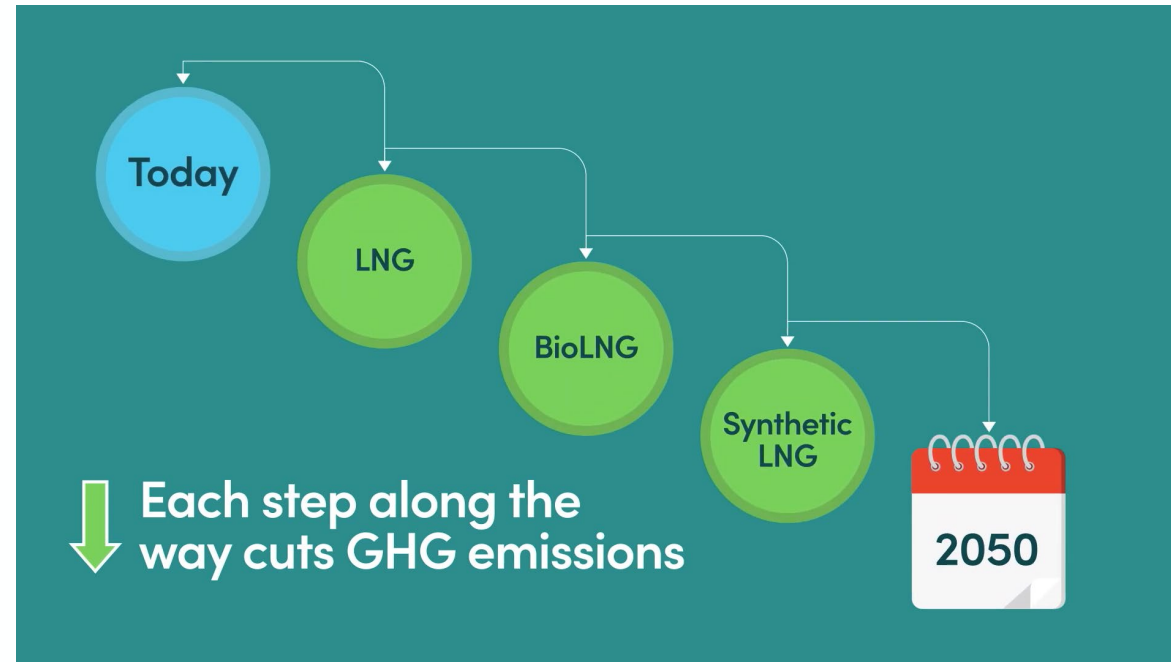 Today
LNG
BioLNG
Synthetic
LNG
Each step along the
way cuts GHG emissions
2050